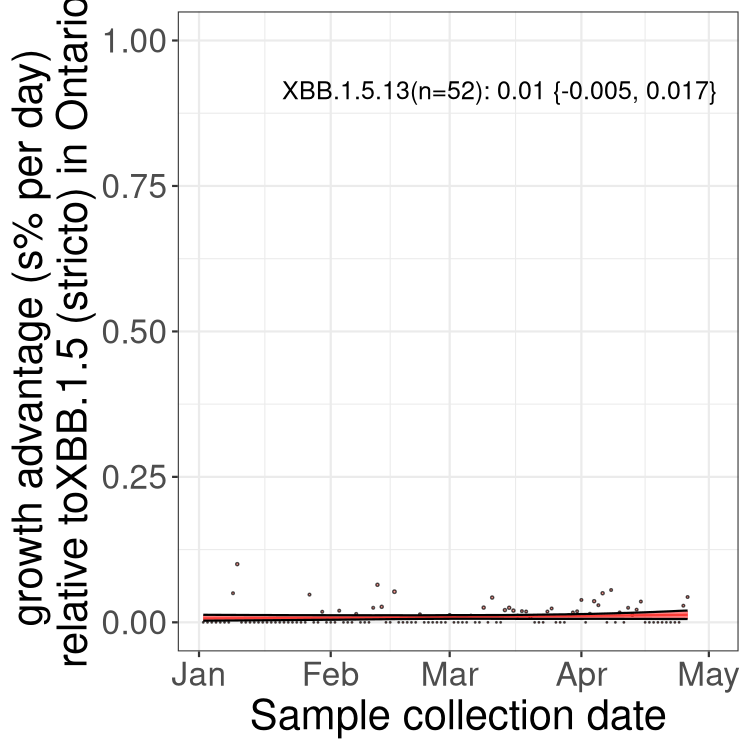 growth advantage (s% per day)
relative toXBB.1.5 (stricto) in Ontario
1.00
0.75
0.50
0.25
0.00
XBB.1.5.13(n=52): 0.01 {-0.005, 0.017}
Jan Feb Mar Apr May
Sample collection date